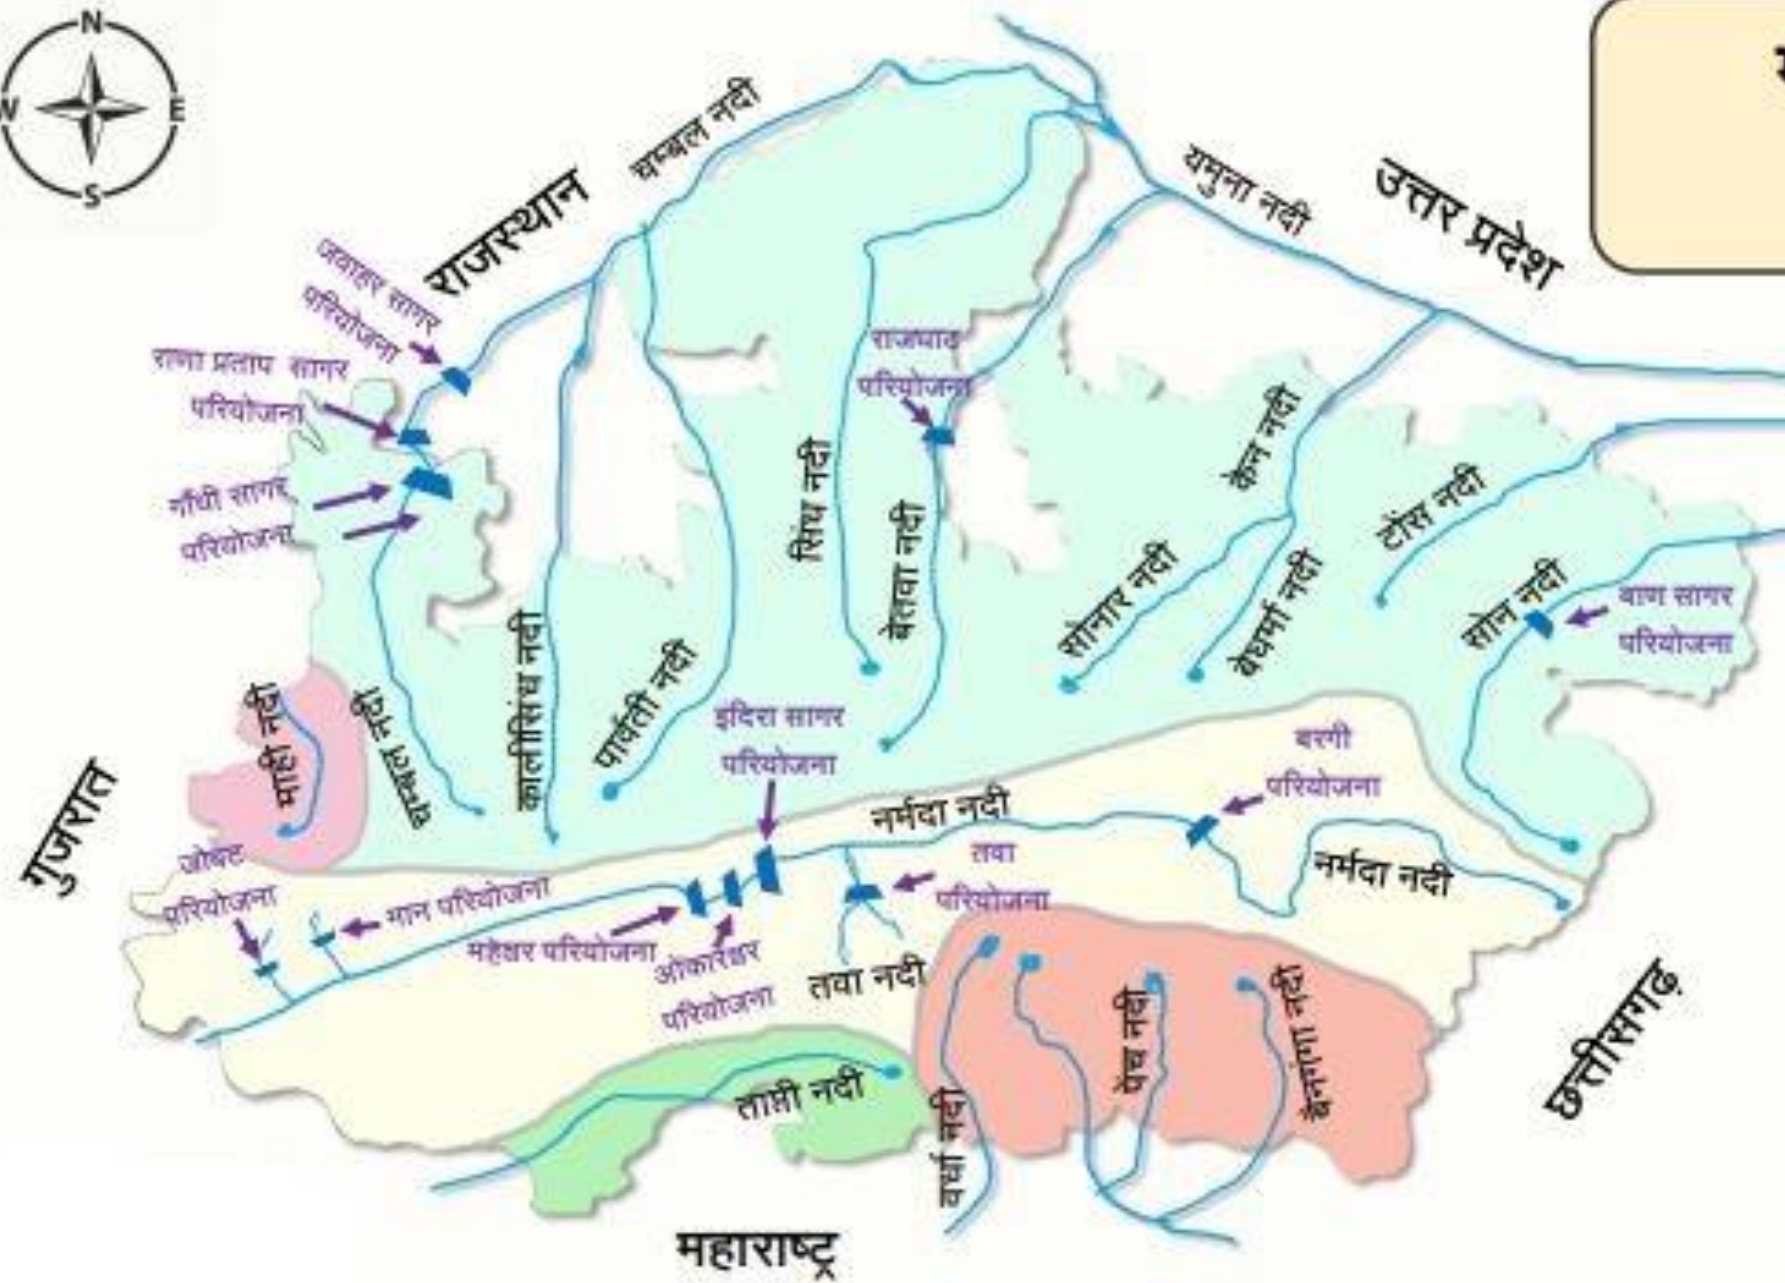 N
W
E
S
चम्बल नदी
राजस्थान
यमुना नदी
उत्तर प्रदेश
जवाहर सागर
परियोजना
राणा प्रताप सागर
परियोजना
गाँधी सागर
परियोजना
राजघाट
परियोजना
सिंध नदी
बेतवा नदी
केन नदी
टोंस नदी
सोनार नदी
बेघर्मा नदी
सोन नदी
वाण सागर
परियोजना
माही नदी
चम्बल नदी
कालीसिंध नदी
पार्वती नदी
इंदिरा सागर
परियोजना
बरगी
परियोजना
गुजरात
नर्मदा नदी
नर्मदा नदी
जोबट
परियोजना
मान परियोजना
तवा
परियोजना
महेश्वर परियोजना
ओंकारेश्वर
परियोजना
तवा नदी
ताप्ती नदी
वर्धा नदी
पेंच नदी
बैनगंगा नदी
छत्तीसगढ़
महाराष्ट्र